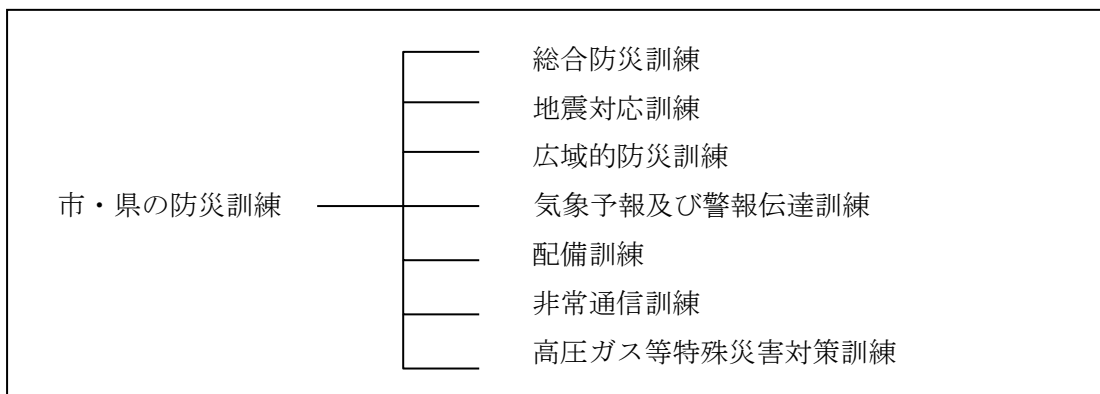 総合防災訓練
地震対応訓練
広域的防災訓練
市・県の防災訓練
気象予報及び警報伝達訓練
配備訓練
非常通信訓練
高圧ガス等特殊災害対策訓練